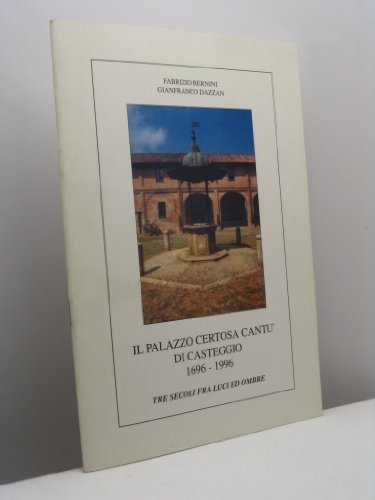 FABRIZIO BERNINI
GIANFRANCO DAZZAN
IL PALAZZO CERTOSA CANTU'
DI CASTEGGIO
1696 - 1996
TRE SECOLI FRA LUCI ED OMBRE